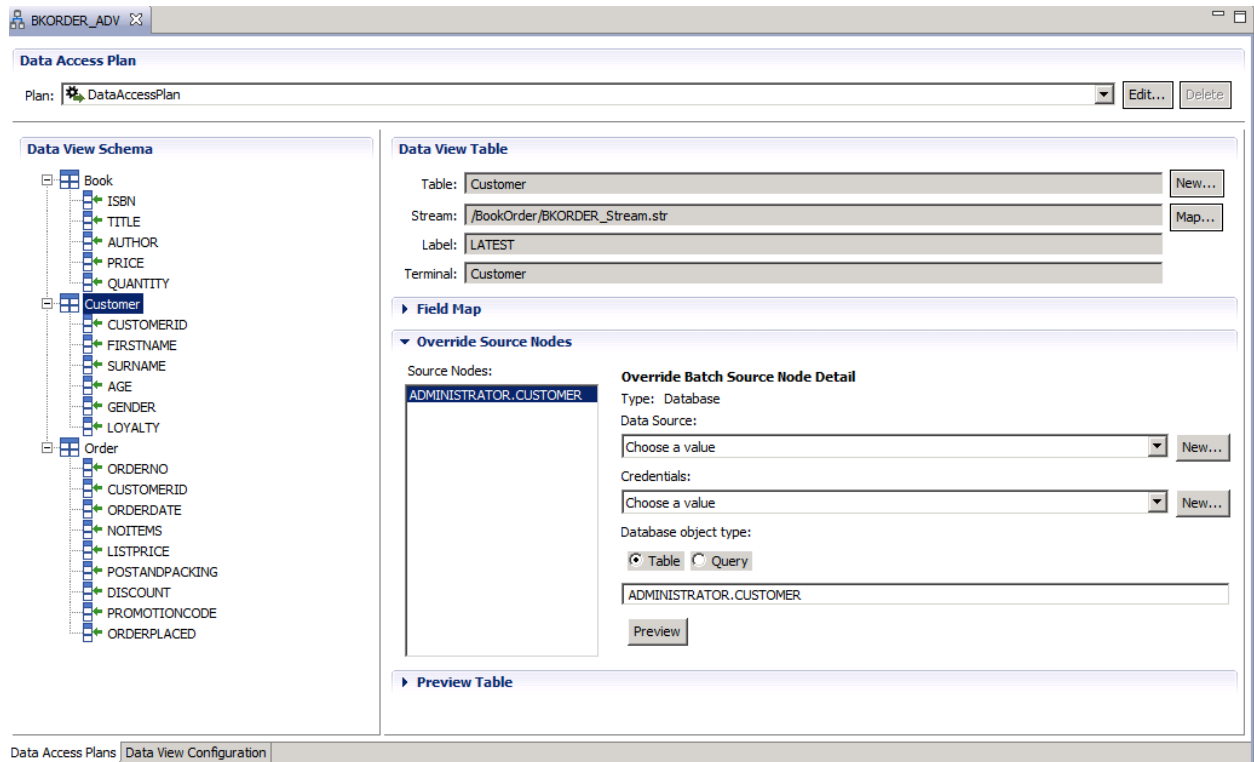 BKORDER_ADV
Data Access Plan
Plan: DataAccessPlan Edit... Delete
Data View Schema
Book
ISBN
TITLE
AUTHOR
PRICE
QUANTITY
Customer
CUSTOMERID
FIRSTNAME
SURNAME
AGE
GENDER
LOYALTY
Order
ORDERNO
CUSTOMERID
ORDERDATE
NOITEMS
LISTPRICE
POSTANDPACKING
DISCOUNT
PROMOTIONCODE
ORDERPLACED
Data View Table
Table: Customer New...
Stream: /BookOrder/BKORDER_Stream.str Map...
Label: LATEST
Terminal: Customer
Field Map
Override Source Nodes
Source Nodes:
ADMINISTRATOR.CUSTOMER
Override Batch Source Node Detail
Type: Database
Data Source:
Choose a value New...
Credentials:
Choose a value New...
Database object type:
Table Query
ADMINISTRATOR.CUSTOMER
Preview
Preview Table
Data Access Plans Data View Configuration